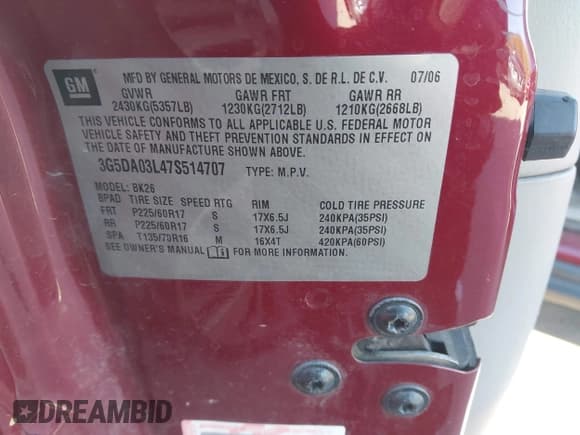 GM
MFD BY GENERAL MOTORS DE MEXICO, S. DE R.L. DE C.V. 07/06
GVWR GAWR FRT GAWR RR
2430KG(5357LB) 1230KG(2712LB) 1210KG(2668LB)
THIS VEHICLE CONFORMS TO ALL APPLICABLE U.S. FEDERAL MOTOR
VEHICLE SAFETY AND THEFT PREVENTION STANDARDS IN EFFECT ON
THE DATE OF MANUFACTURE SHOWN ABOVE.
3G5DA03L47S514707 TYPE: M.P.V.
MODEL: BK26
BPAD TIRE SIZE SPEED RTG RIM COLD TIRE PRESSURE
FRT P225/60R17 S 17X6.5J 240KPA(35PSI)
RR P225/60R17 S 17X6.5J 240KPA(35PSI)
SPA T135/70R16 M 16X4T 420KPA(60PSI)
SEE OWNER'S MANUAL FOR MORE INFORMATION.
DREAMBID